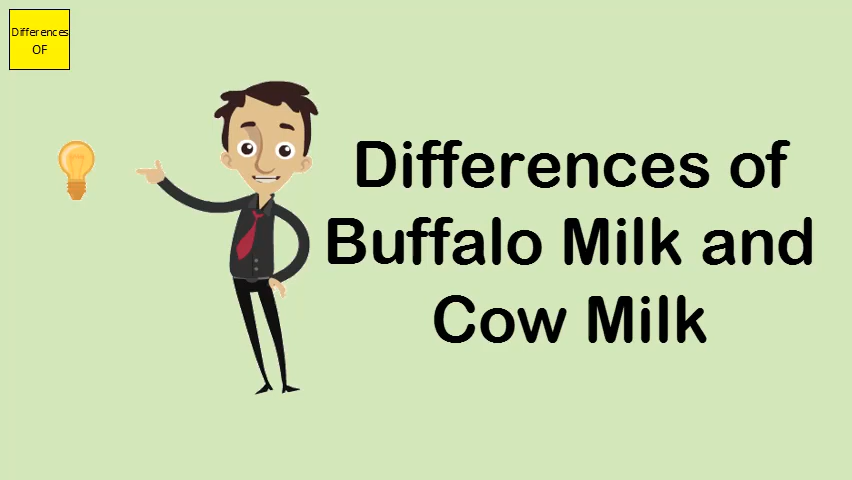 Differences
OF
Differences of
Buffalo Milk and
Cow Milk